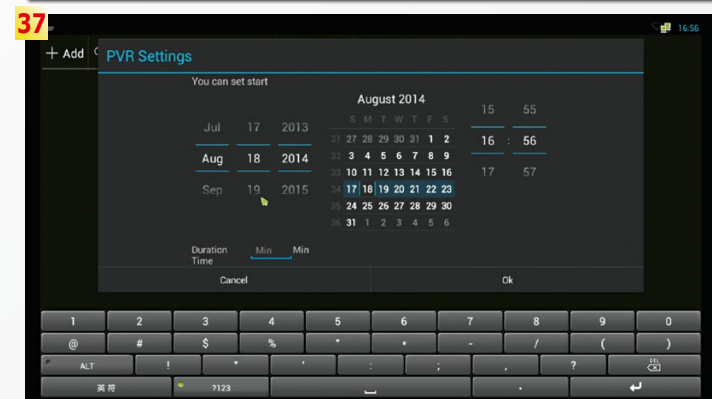 37
16:56
+ Add
PVR Settings
You can set start
August 2014
S M T W T F S
31 27 28 29 30 31 1 2
32 3 4 5 6 7 8 9
33 10 11 12 13 14 15 16
34 17 18 19 20 21 22 23
35 24 25 26 27 28 29 30
36 31 1 2 3 4 5 6
Jul 17 2013
Aug 18 2014
Sep 19 2015
15 55
16 : 56
17 57
Duration Time Min Min
Cancel Ok
1 2 3 4 5 6 7 8 9 0
@ # $ % " * - / ( )
ALT ! " ' : ; , ? DEL
英 符 ?123 .